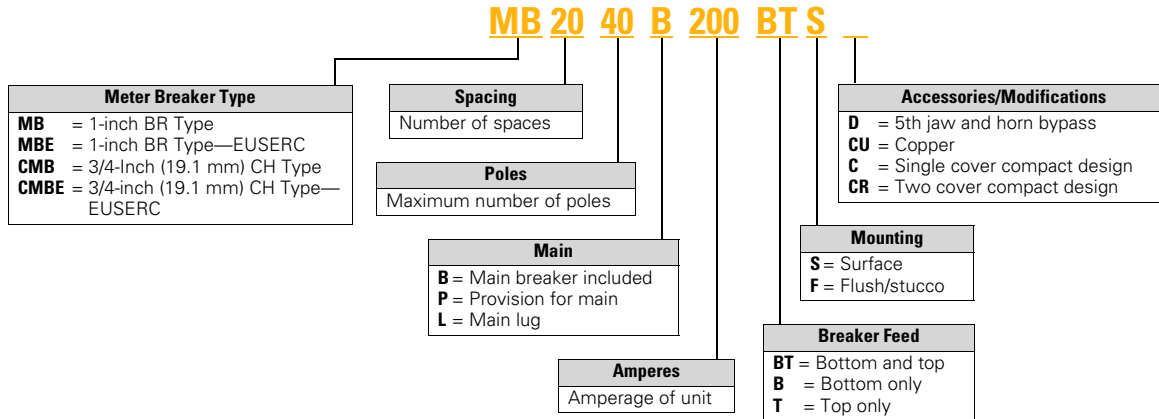 MB 20 40 B 200 BT S _
Meter Breaker Type
MB = 1-inch BR Type
MBE = 1-inch BR Type—EUSERC
CMB = 3/4-Inch (19.1 mm) CH Type
CMBE = 3/4-inch (19.1 mm) CH Type—
EUSERC
Spacing
Number of spaces
Poles
Maximum number of poles
Main
B = Main breaker included
P = Provision for main
L = Main lug
Amperes
Amperage of unit
Accessories/Modifications
D = 5th jaw and horn bypass
CU = Copper
C = Single cover compact design
CR = Two cover compact design
Mounting
S = Surface
F = Flush/stucco
Breaker Feed
BT = Bottom and top
B = Bottom only
T = Top only